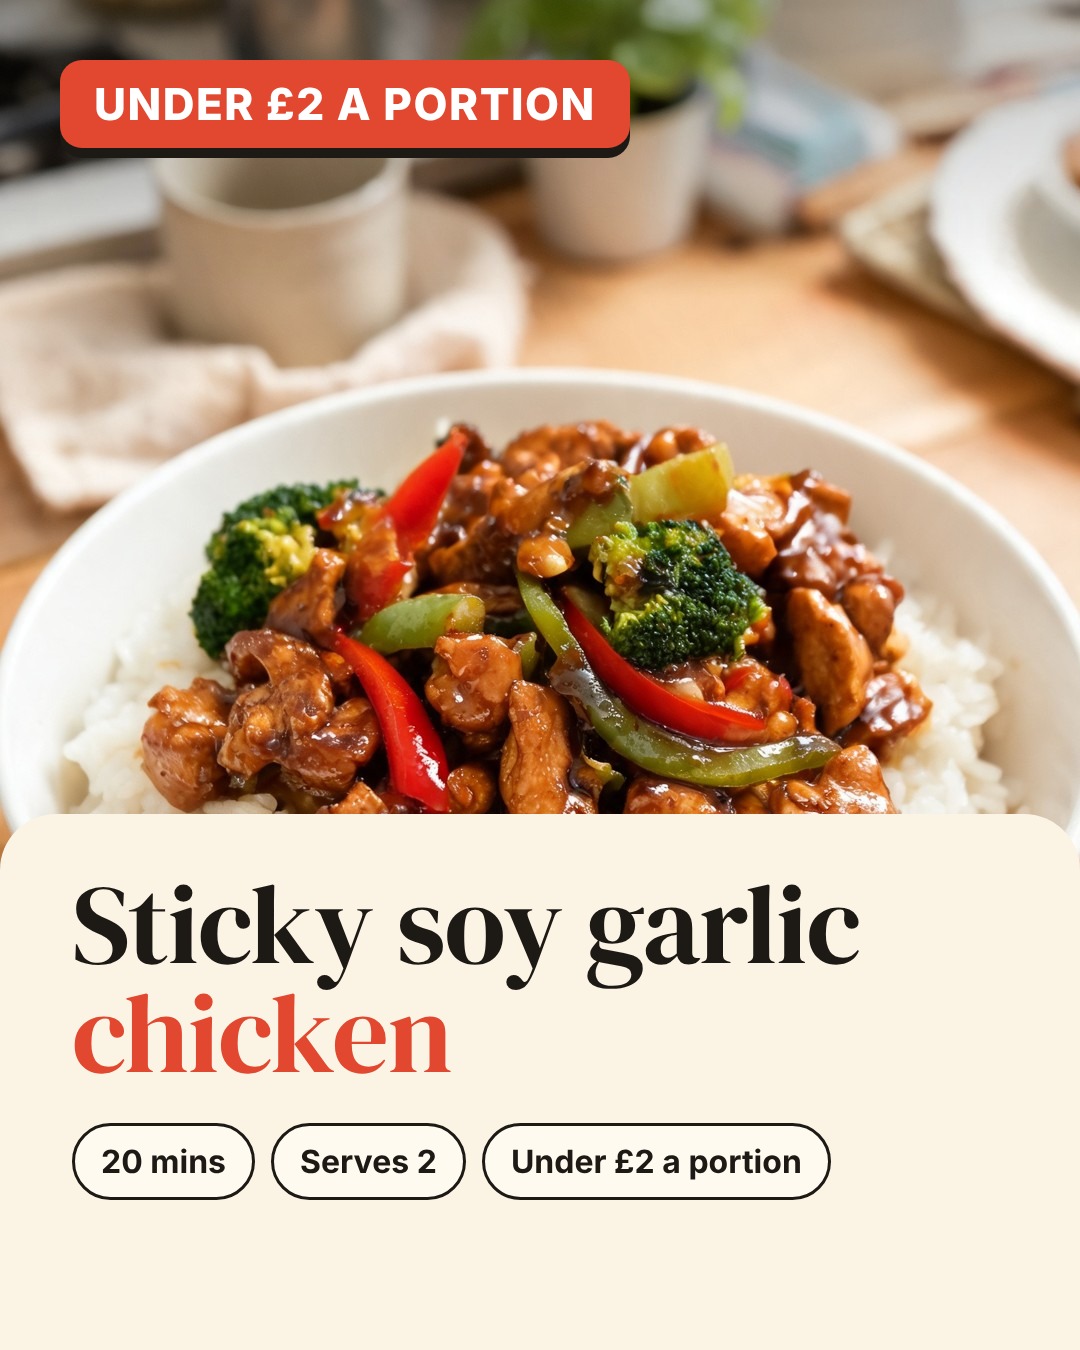 UNDER £2 A PORTION
Sticky soy garlic
chicken
20 mins
Serves 2
Under £2 a portion